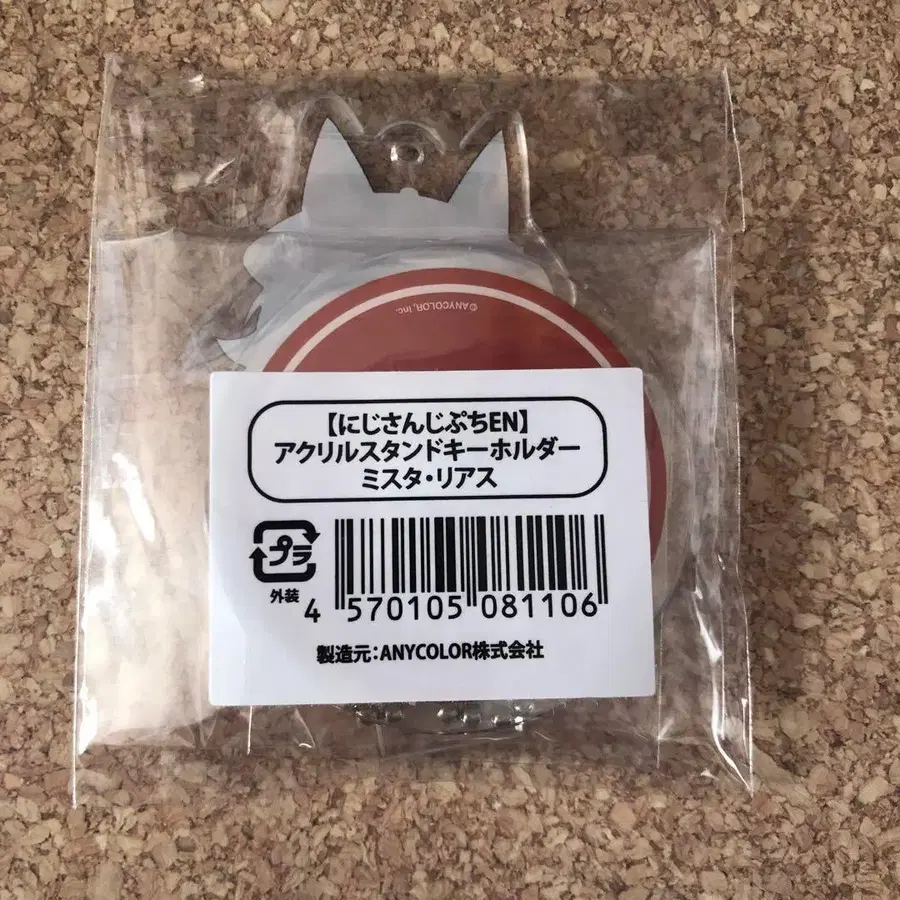 ©ANYCOLOR, Inc.
【にじさんじぷちEN】
アクリルスタンドキーホルダー
ミスタ・リアス
プラ
外装
4 570105 081106
製造元:ANYCOLOR株式会社